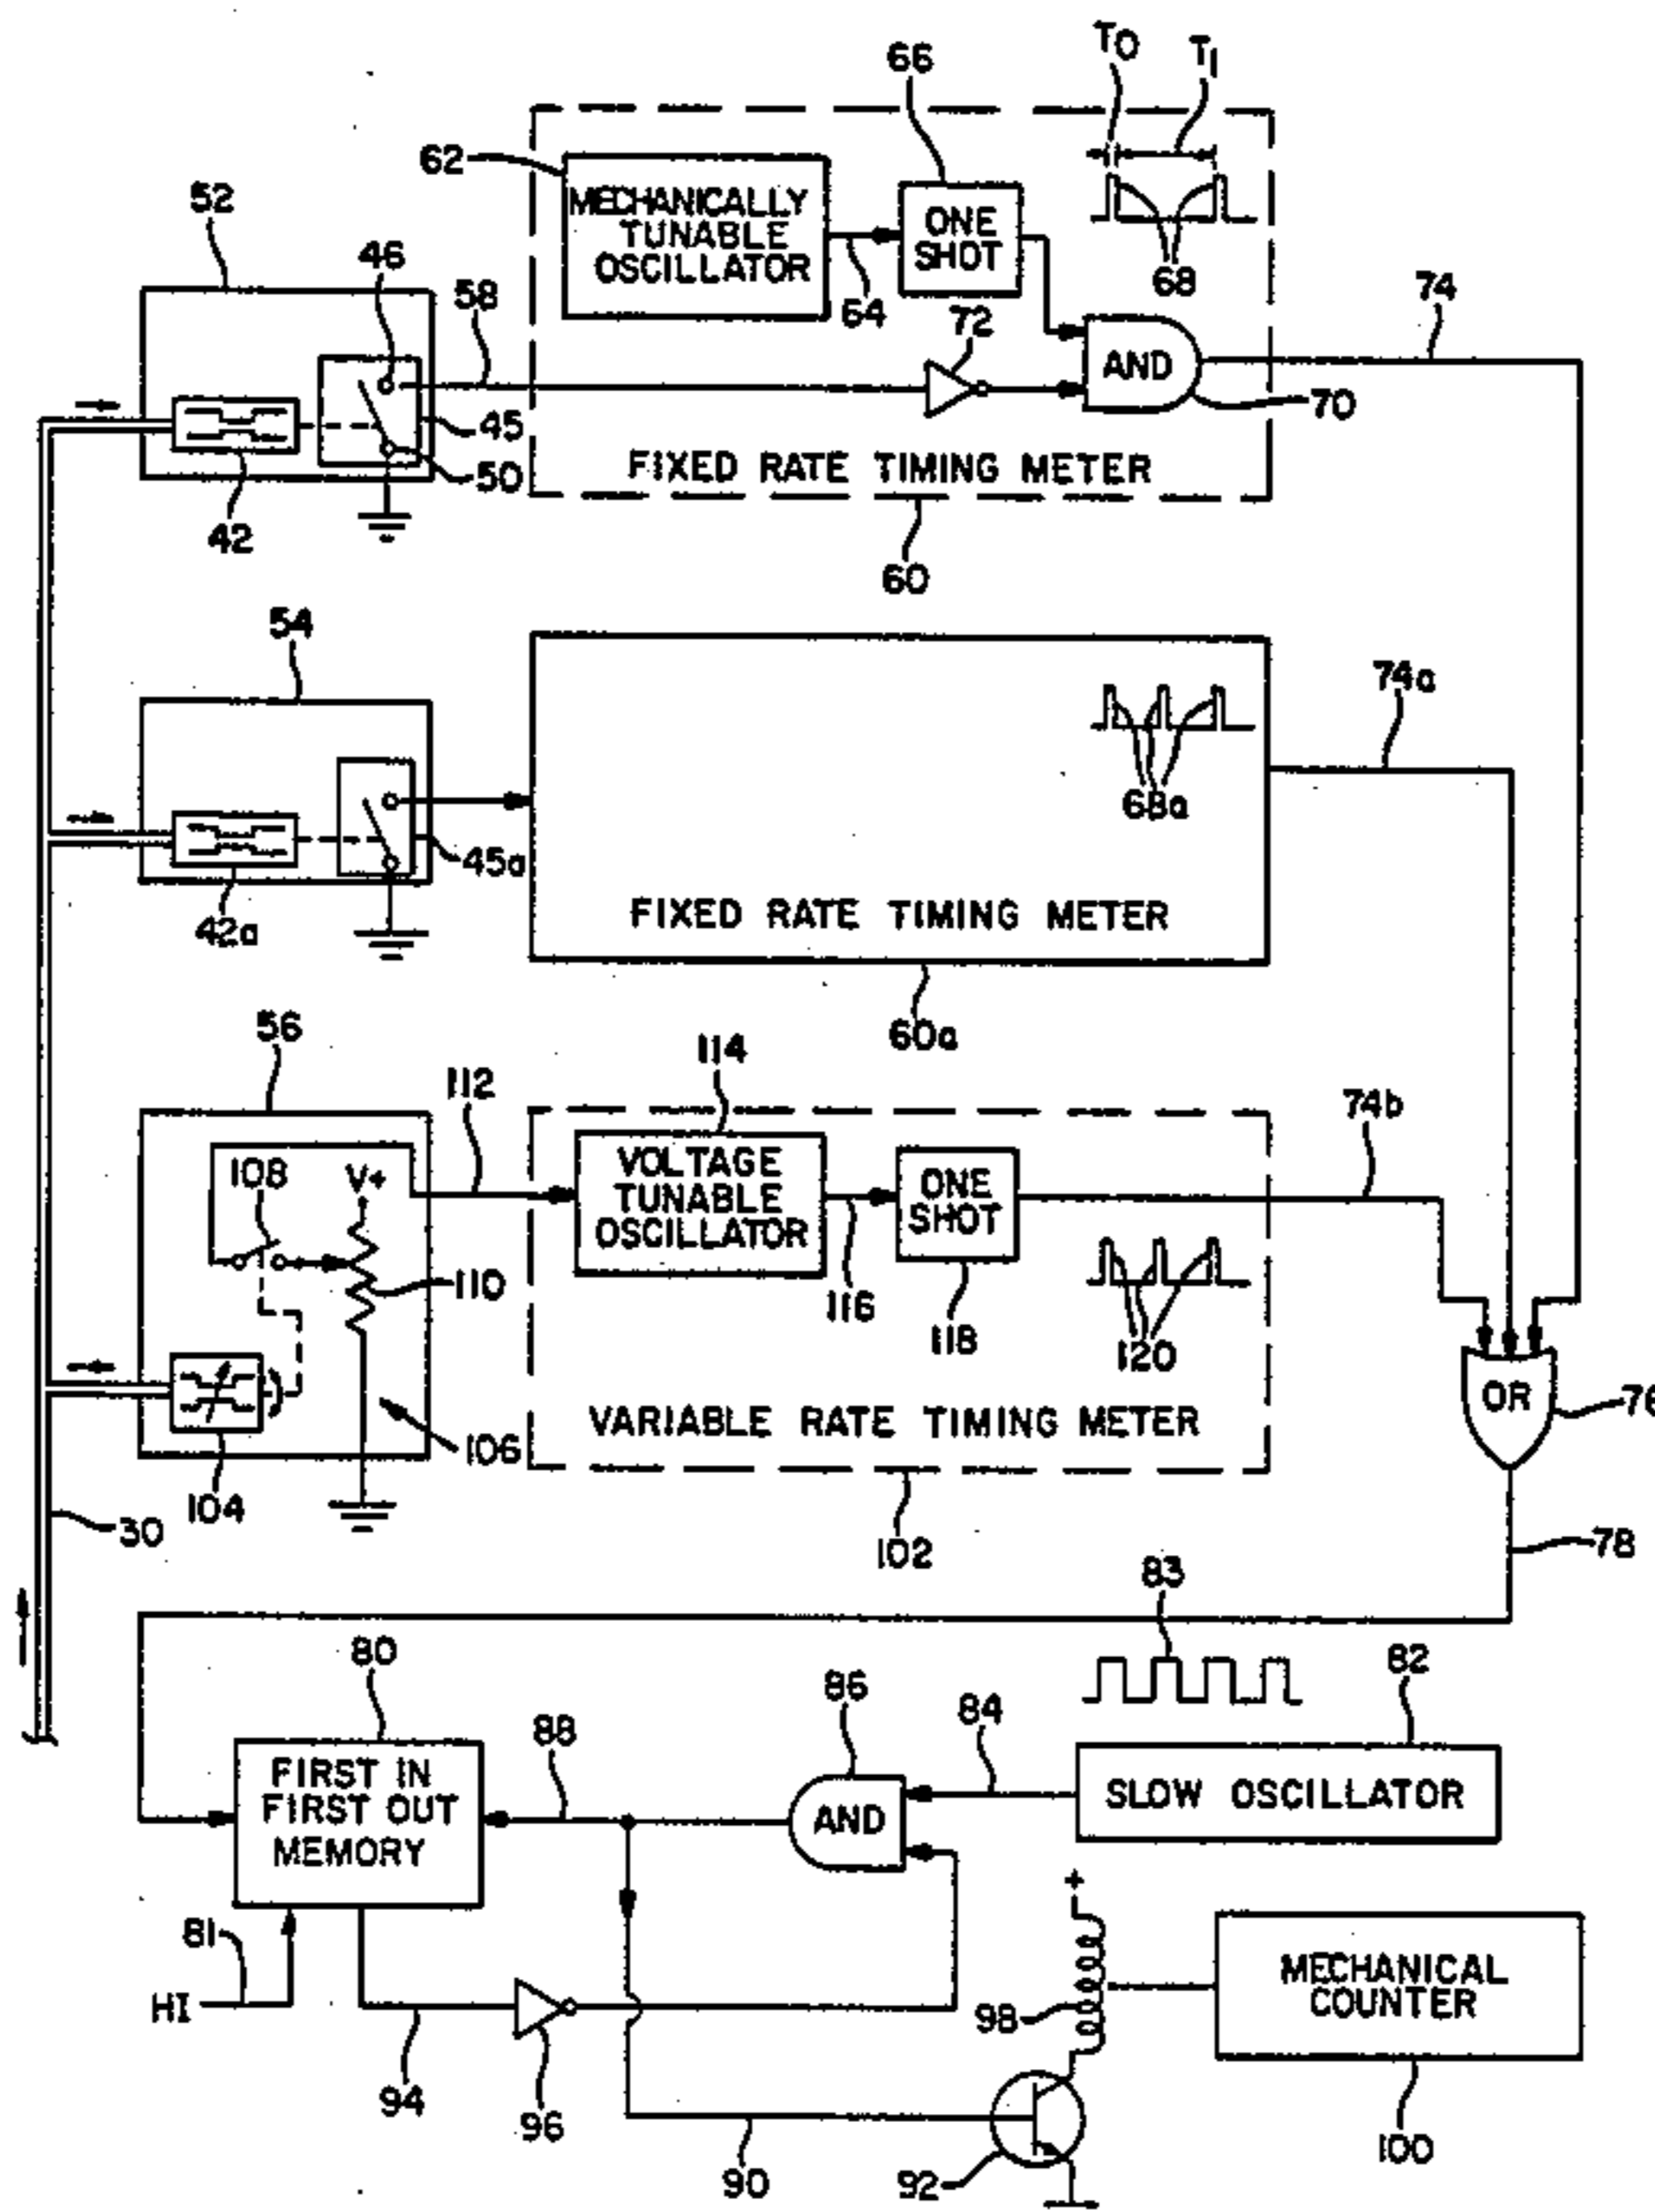 T0 T1
66
62
MECHANICALLY
TUNABLE
OSCILLATOR
ONE
SHOT
52
46
58
64
68
72
74
AND
70
45
50
42
FIXED RATE TIMING METER
60
54
74a
68a
45a
42a
FIXED RATE TIMING METER
60a
56
114
112
74b
108
V+
VOLTAGE
TUNABLE
OSCILLATOR
ONE
SHOT
110
116
118
120
OR
76
VARIABLE RATE TIMING METER
106
104
30
102
78
83
80
82
86
84
88
FIRST IN
FIRST OUT
MEMORY
AND
SLOW OSCILLATOR
+
81
HI
MECHANICAL
COUNTER
98
94
96
90
92
100